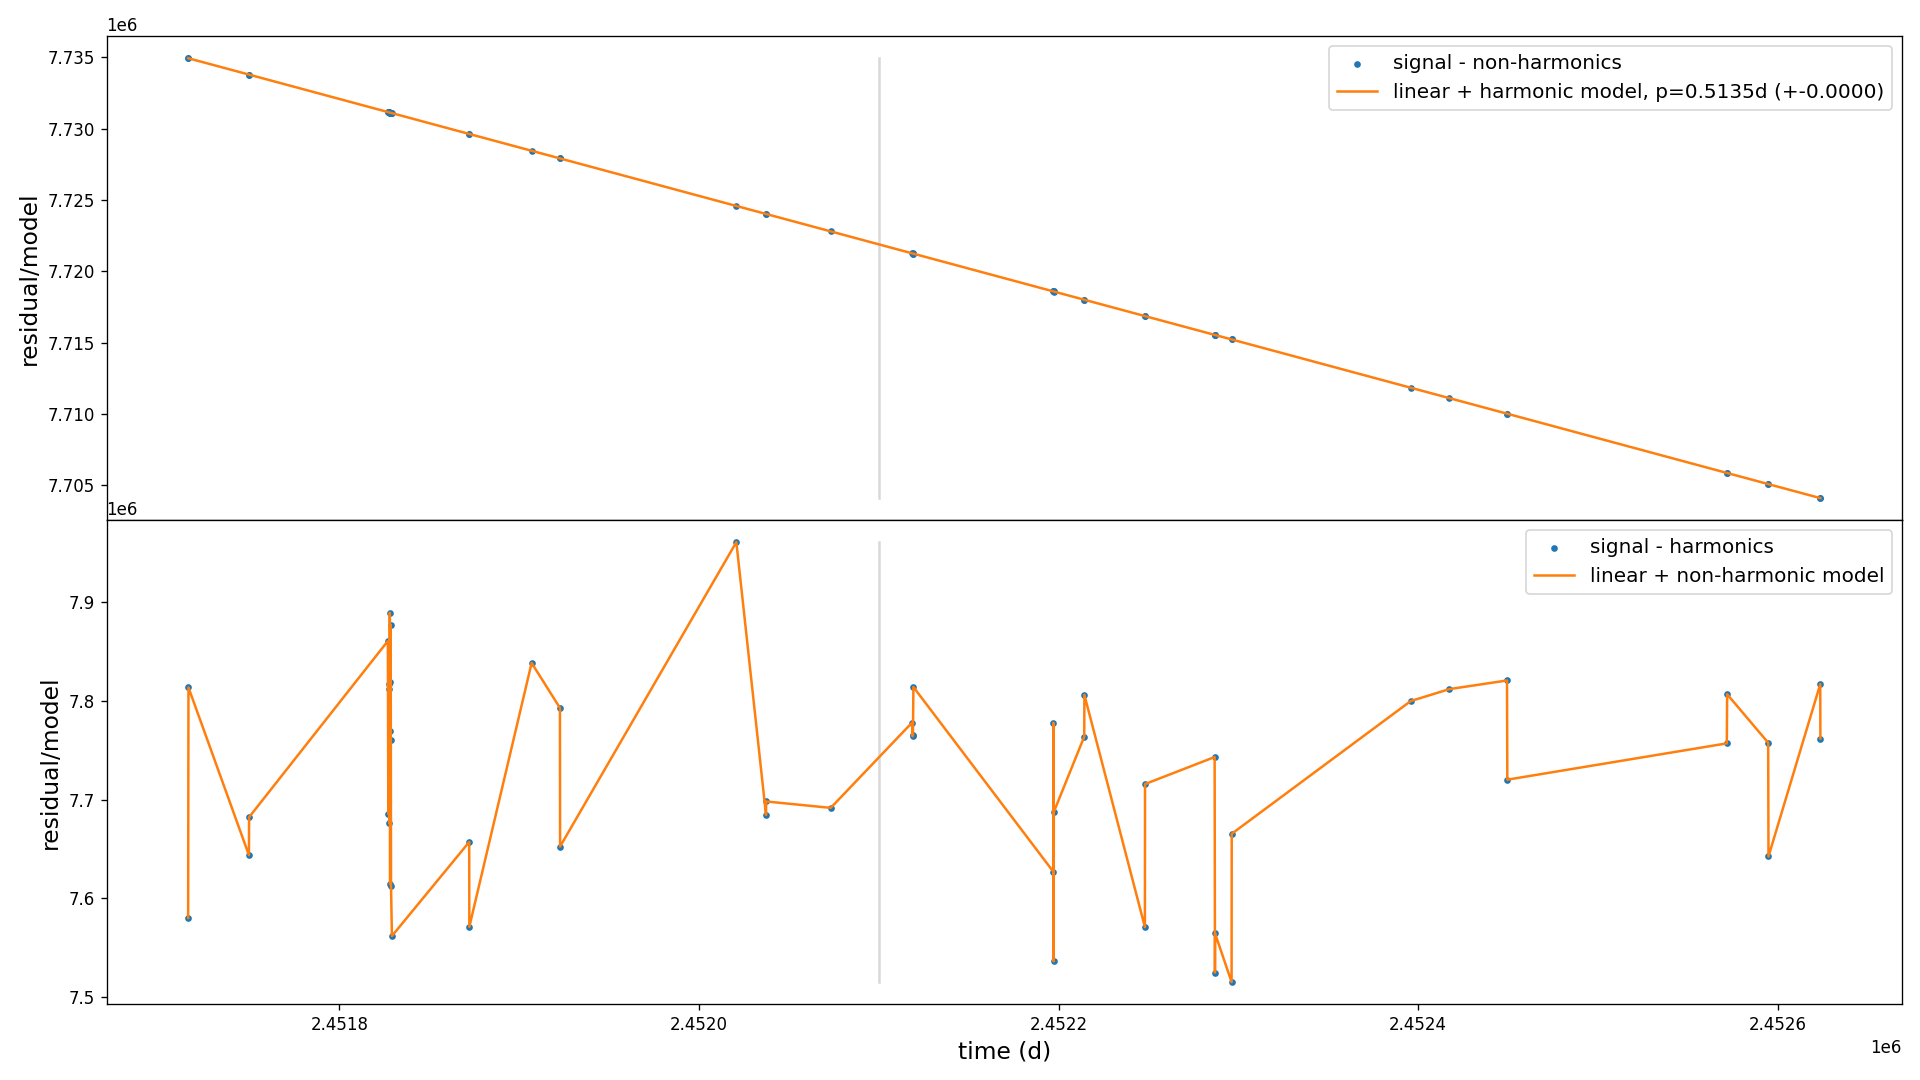 1e6
7.735
7.730
7.725
7.720
7.715
7.710
7.705
residual/model
signal - non-harmonics
linear + harmonic model, p=0.5135d (+-0.0000)
1e6
7.9
7.8
7.7
7.6
7.5
residual/model
signal - harmonics
linear + non-harmonic model
2.4518
2.4520
2.4522
2.4524
2.4526
time (d)
1e6